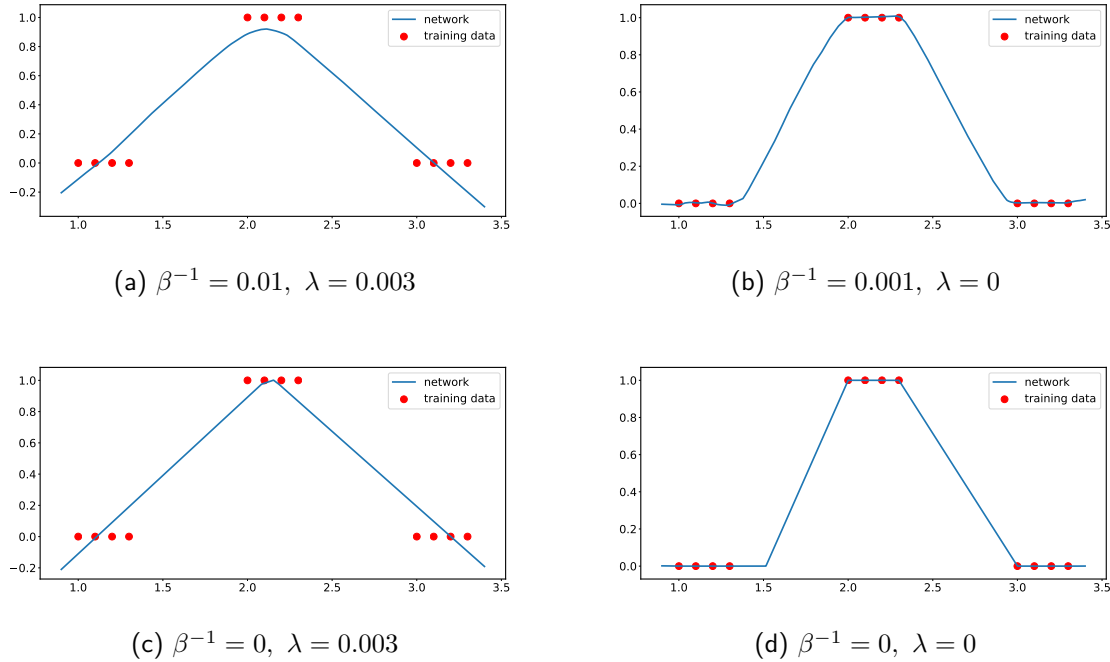 1.0
0.8
0.6
0.4
0.2
0.0
−0.2
1.0 1.5 2.0 2.5 3.0 3.5
network
training data
(a) β⁻¹ = 0.01, λ = 0.003
1.0
0.8
0.6
0.4
0.2
0.0
1.0 1.5 2.0 2.5 3.0 3.5
network
training data
(b) β⁻¹ = 0.001, λ = 0
1.0
0.8
0.6
0.4
0.2
0.0
−0.2
1.0 1.5 2.0 2.5 3.0 3.5
network
training data
(c) β⁻¹ = 0, λ = 0.003
1.0
0.8
0.6
0.4
0.2
0.0
1.0 1.5 2.0 2.5 3.0 3.5
network
training data
(d) β⁻¹ = 0, λ = 0